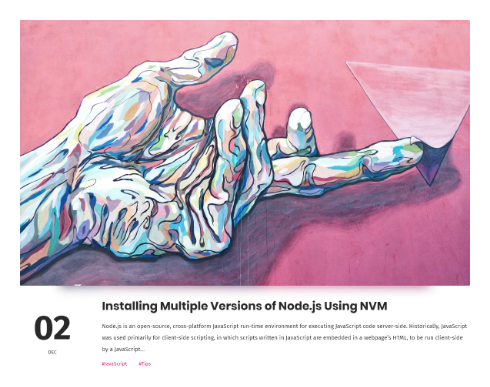 Installing Multiple Versions of Node.js Using NVM
02
DEC
Node.js is an open-source, cross-platform JavaScript run-time environment for executing JavaScript code server-side. Historically, JavaScript
was used primarily for client-side scripting, in which scripts written in JavaScript are embedded in a webpage's HTML, to be run client-side
by a JavaScript...
#JavaScript #Tips